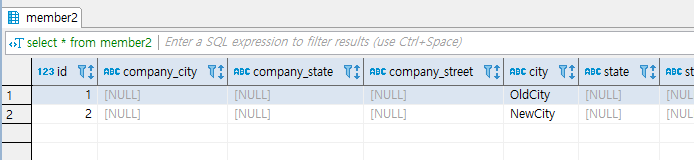 member2
select * from member2 Enter a SQL expression to filter results (use Ctrl+Space)
123 id ABC company_city ABC company_state ABC company_street ABC city ABC state ABC st
1 1 [NULL] [NULL] [NULL] OldCity [NULL] [NULL]
2 2 [NULL] [NULL] [NULL] NewCity [NULL] [NULL]